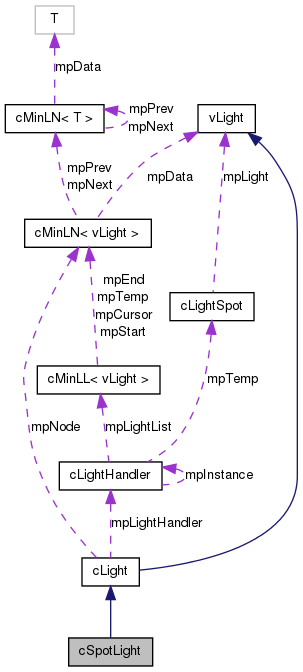 T
mpData
cMinLN< T >
mpPrev
mpNext
vLight
mpPrev
mpNext
mpData
mpLight
cMinLN< vLight >
mpEnd
mpTemp
mpCursor
mpStart
cLightSpot
cMinLL< vLight >
mpTemp
mpNode
mpLightList
cLightHandler
mpInstance
mpLightHandler
cLight
cSpotLight